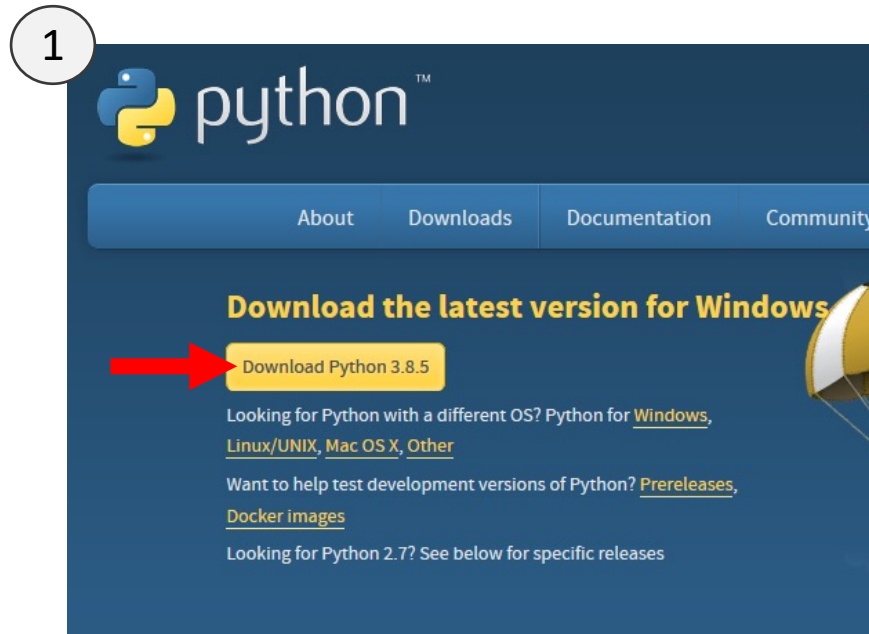 1
python™
About Downloads Documentation Community
Download the latest version for Windows
Download Python 3.8.5
Looking for Python with a different OS? Python for Windows,
Linux/UNIX, Mac OS X, Other
Want to help test development versions of Python? Prereleases,
Docker images
Looking for Python 2.7? See below for specific releases